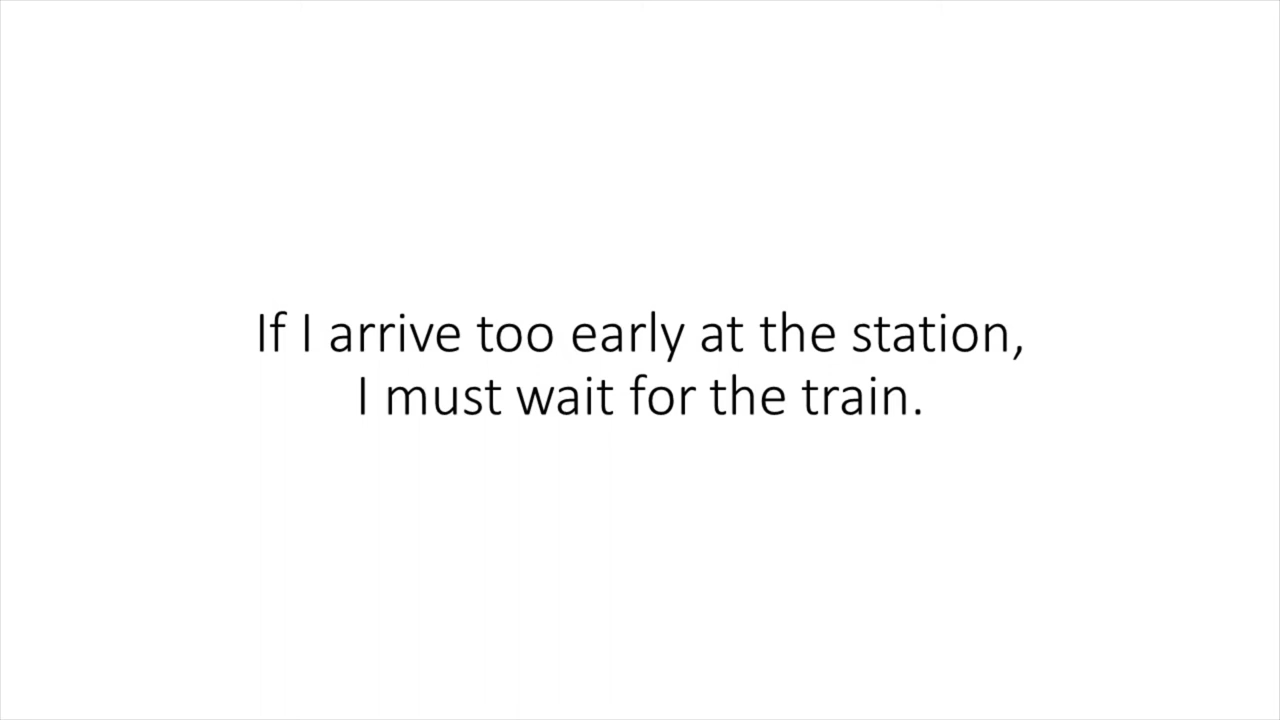 If I arrive too early at the station,
I must wait for the train.